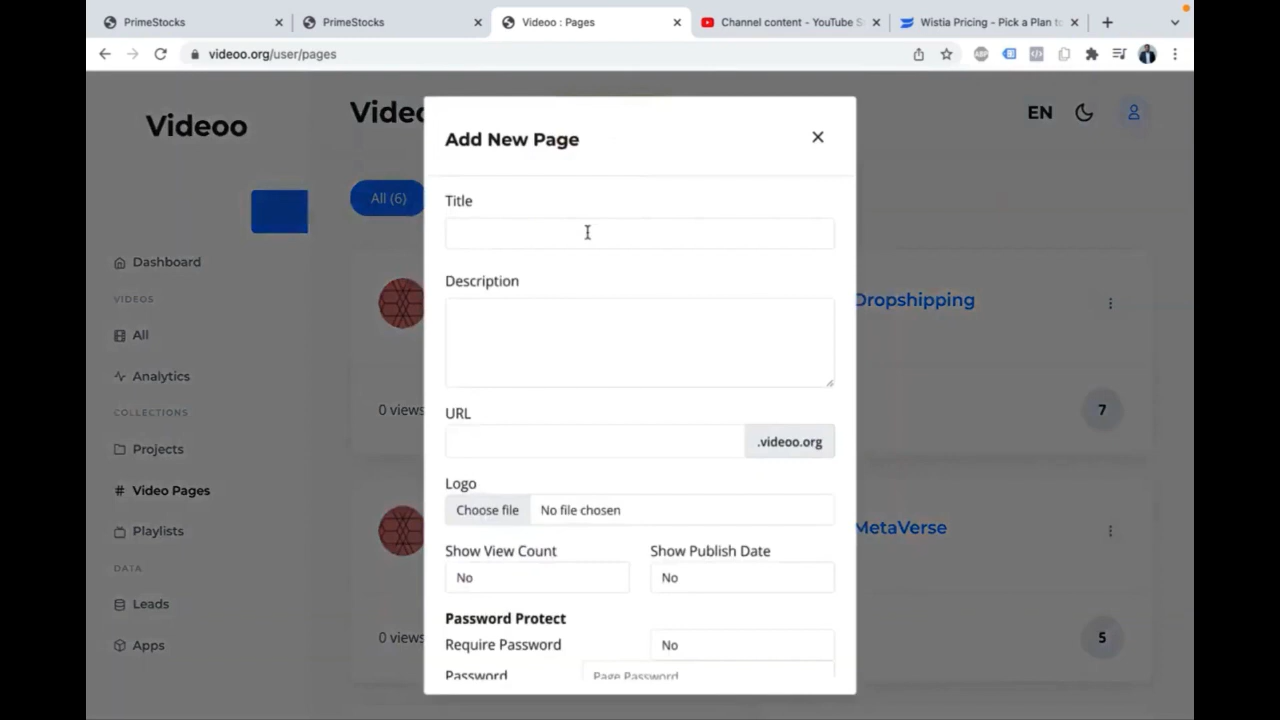 PrimeStocks
PrimeStocks
Videoo : Pages
Channel content - YouTube S
Wistia Pricing - Pick a Plan to
videoo.org/user/pages
Videoo
Video
EN
All (6)
Add New Page
Title
Description
URL
.videoo.org
Logo
Choose file No file chosen
Show View Count Show Publish Date
No No
Password Protect
Require Password No
Password Page Password
Dashboard
VIDEOS
All
Analytics
COLLECTIONS
Projects
# Video Pages
Playlists
DATA
Leads
Apps
Dropshipping
0 views
7
MetaVerse
0 views
5